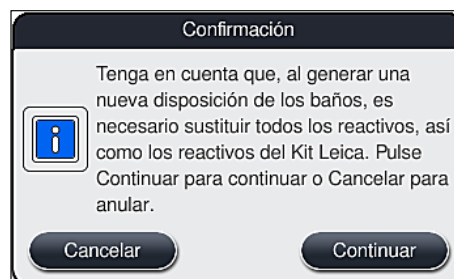 Confirmación
Tenga en cuenta que, al generar una
nueva disposición de los baños, es
necesario sustituir todos los reactivos, así
como los reactivos del Kit Leica. Pulse
Continuar para continuar o Cancelar para
anular.
Cancelar
Continuar